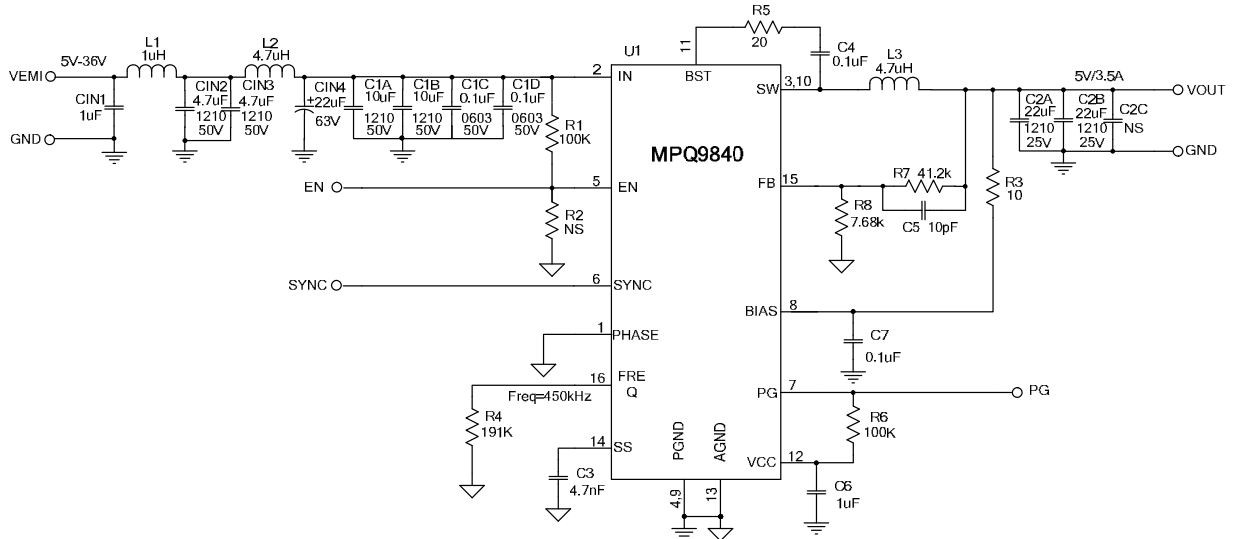 R5
20
11
BST
C4
0.1uF
U1
L1
1uH
5V-36V
VEMI
L2
4.7uH
2 IN
SW 3,10
L3
4.7uH
5V/3.5A
VOUT
CIN1
1uF
GND
CIN2
4.7uF
1210
50V
CIN3
4.7uF
1210
50V
CIN4
+22uF
63V
C1A
10uF
1210
50V
C1B
10uF
1210
50V
C1C
0.1uF
0603
50V
C1D
0.1uF
0603
50V
R1
100K
MPQ9840
C2A
22uF
1210
25V
C2B
22uF
1210
25V
C2C
NS
GND
EN
5 EN
FB 15
R7 41.2k
C5 10pF
R8
7.68k
R3
10
R2
NS
SYNC
6 SYNC
BIAS 8
C7
0.1uF
1 PHASE
16 FRE
Q
Freq=450kHz
R4
191K
PG 7
PG
R6
100K
14 SS
C3
4.7nF
VCC 12
C6
1uF
PGND
AGND
4,9
13